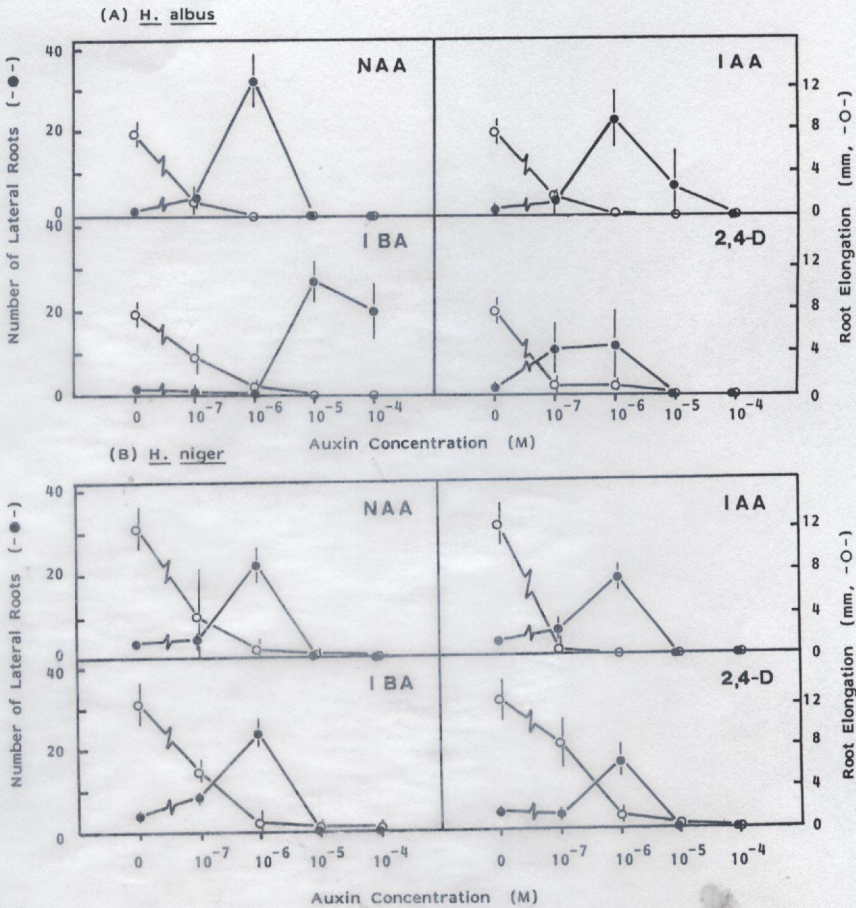 (A) H. albus
Number of Lateral Roots (-●-)
40
20
0
NAA
IAA
12
8
4
0
Root Elongation (mm, -O-)
40
20
0
IBA
2,4-D
12
8
4
0
0 10⁻⁷ 10⁻⁶ 10⁻⁵ 10⁻⁴
0 10⁻⁷ 10⁻⁶ 10⁻⁵ 10⁻⁴
Auxin Concentration (M)
(B) H. niger
Number of Lateral Roots (-●-)
40
20
0
NAA
IAA
12
8
4
0
Root Elongation (mm, -O-)
40
20
0
IBA
2,4-D
12
8
4
0
0 10⁻⁷ 10⁻⁶ 10⁻⁵ 10⁻⁴
0 10⁻⁷ 10⁻⁶ 10⁻⁵ 10⁻⁴
Auxin Concentration (M)